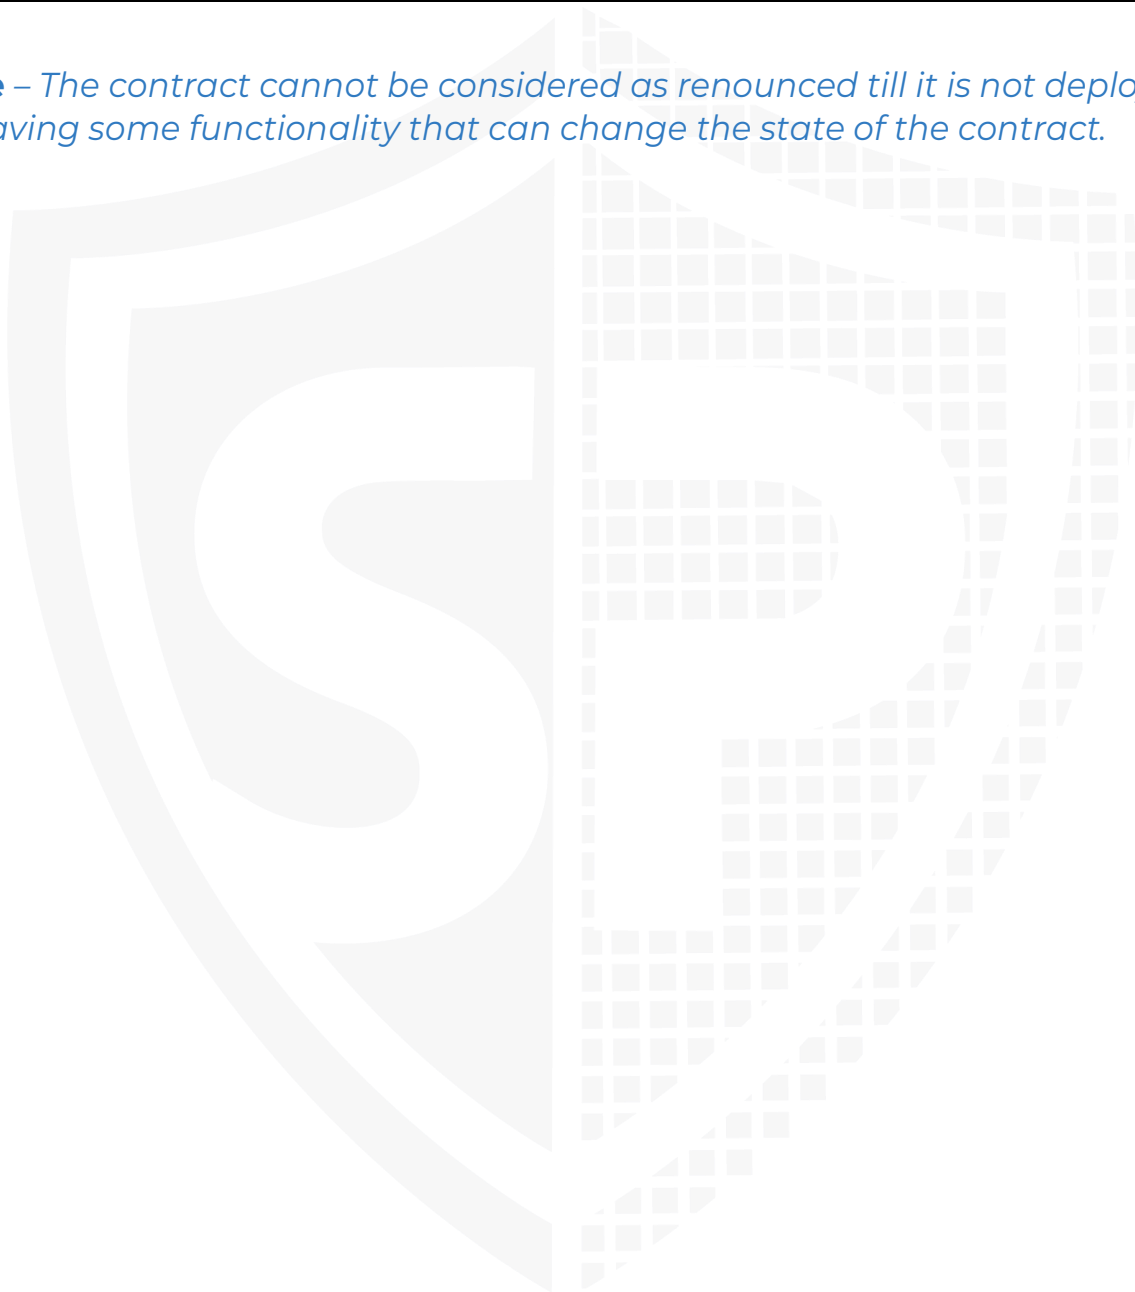 e – The contract cannot be considered as renounced till it is not deplo
aving some functionality that can change the state of the contract.
SP